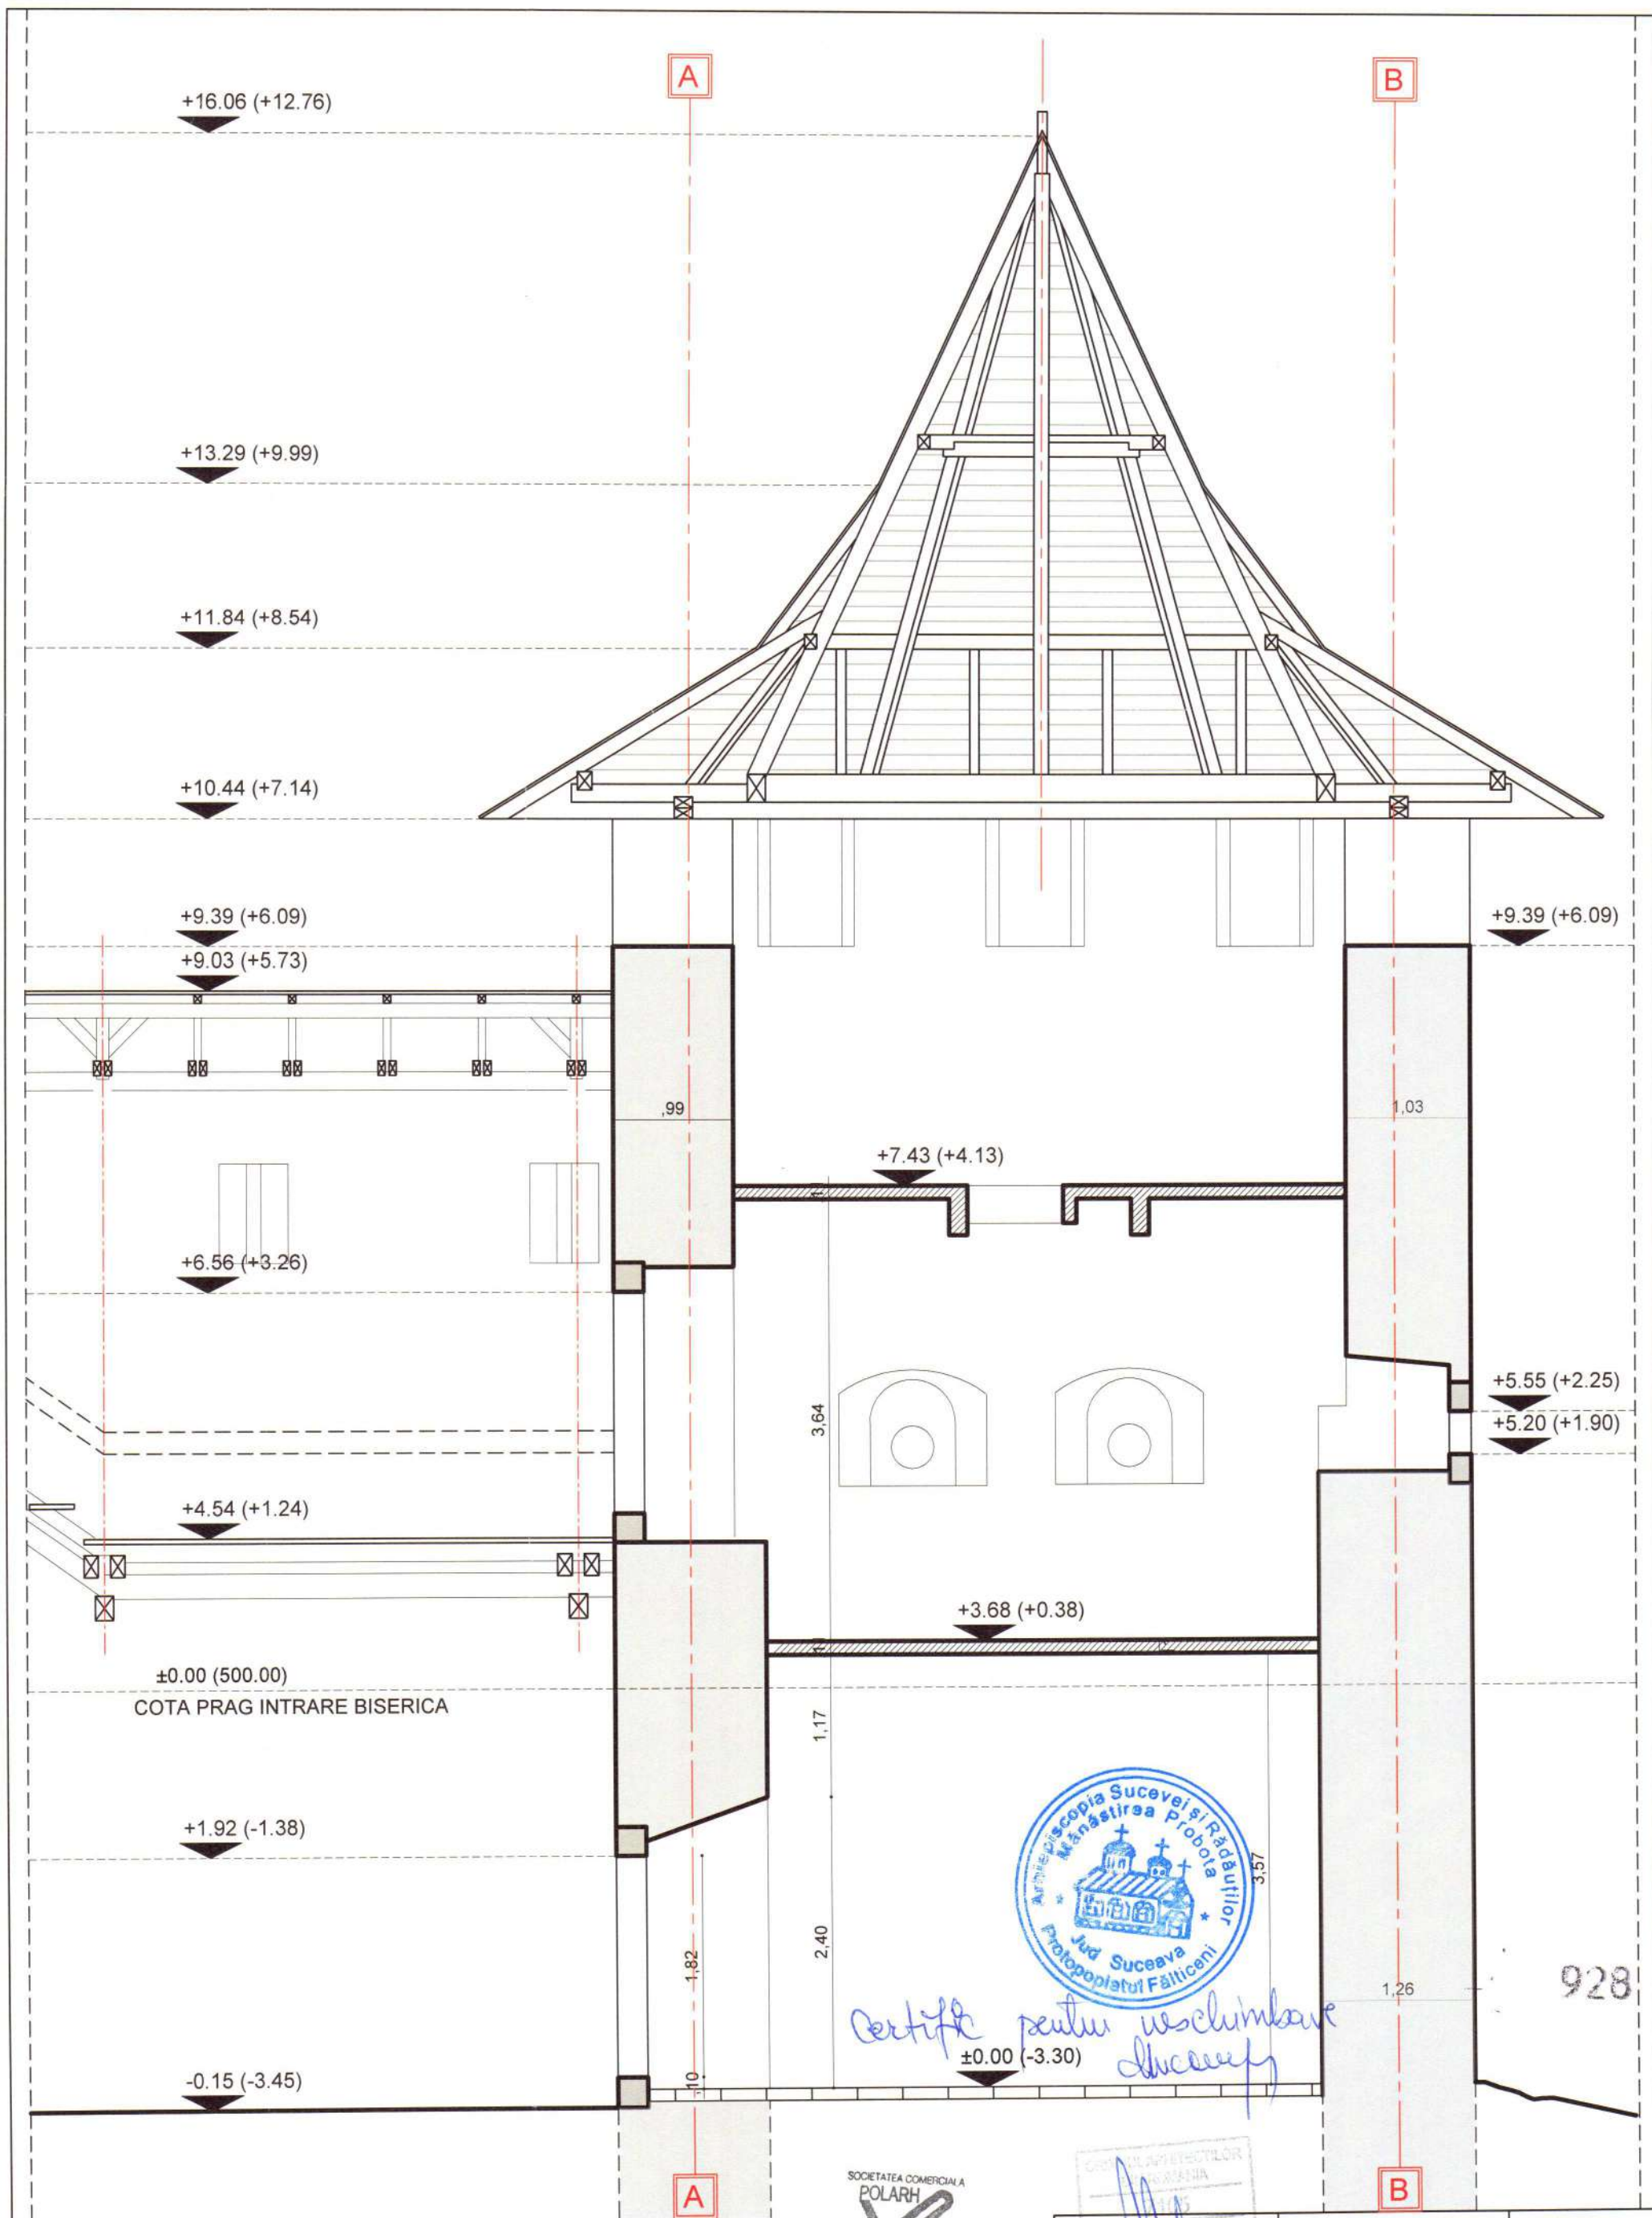 A
B
+16.06 (+12.76)
+13.29 (+9.99)
+11.84 (+8.54)
+10.44 (+7.14)
+9.39 (+6.09)
+9.39 (+6.09)
+9.03 (+5.73)
,99
1,03
+7.43 (+4.13)
+6.56 (+3.26)
+5.55 (+2.25)
3,64
+5.20 (+1.90)
+4.54 (+1.24)
+3.68 (+0.38)
±0.00 (500.00)
COTA PRAG INTRARE BISERICA
1,17
+1.92 (-1.38)
Arhiepiscopia Sucevei și Rădăuților
Mănăstirea Probota
Jud Suceava
Protopopiatul Fălticeni
3,57
2,40
1,82
1,26
928
Certific pentru neschimbare
±0.00 (-3.30)
-0.15 (-3.45)
,10
SOCIETATEA COMERCIALA
POLARH
A
B